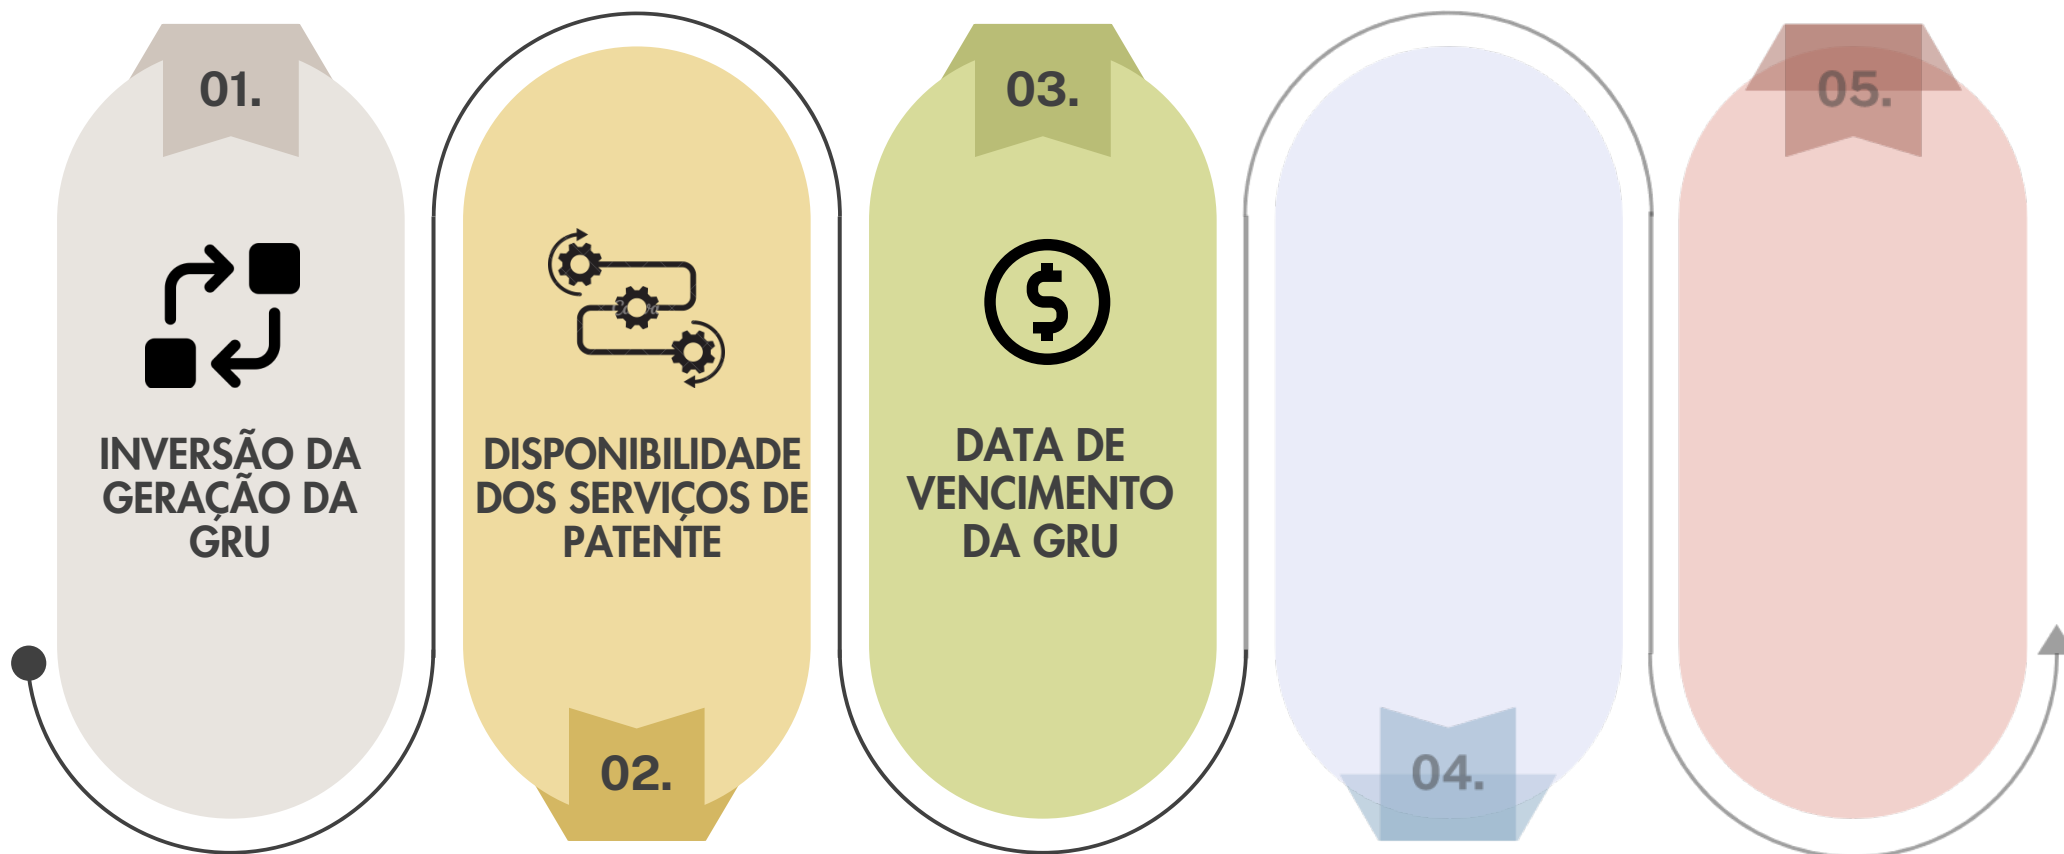 01.
INVERSÃO DA
GERAÇÃO DA
GRU
DISPONIBILIDADE
DOS SERVIÇOS DE
PATENTE
02.
03.
$
DATA DE
VENCIMENTO
DA GRU
04.
05.